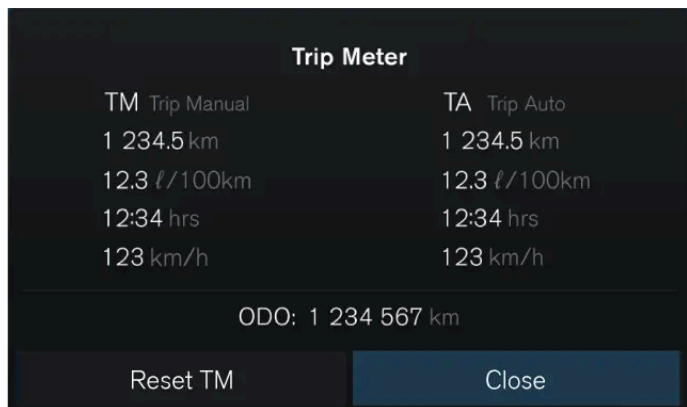 Trip Meter
TM Trip Manual
TA Trip Auto
1 234.5 km
1 234.5 km
12.3 ℓ/100km
12.3 ℓ/100km
12:34 hrs
12:34 hrs
123 km/h
123 km/h
ODO: 1 234 567 km
Reset TM
Close